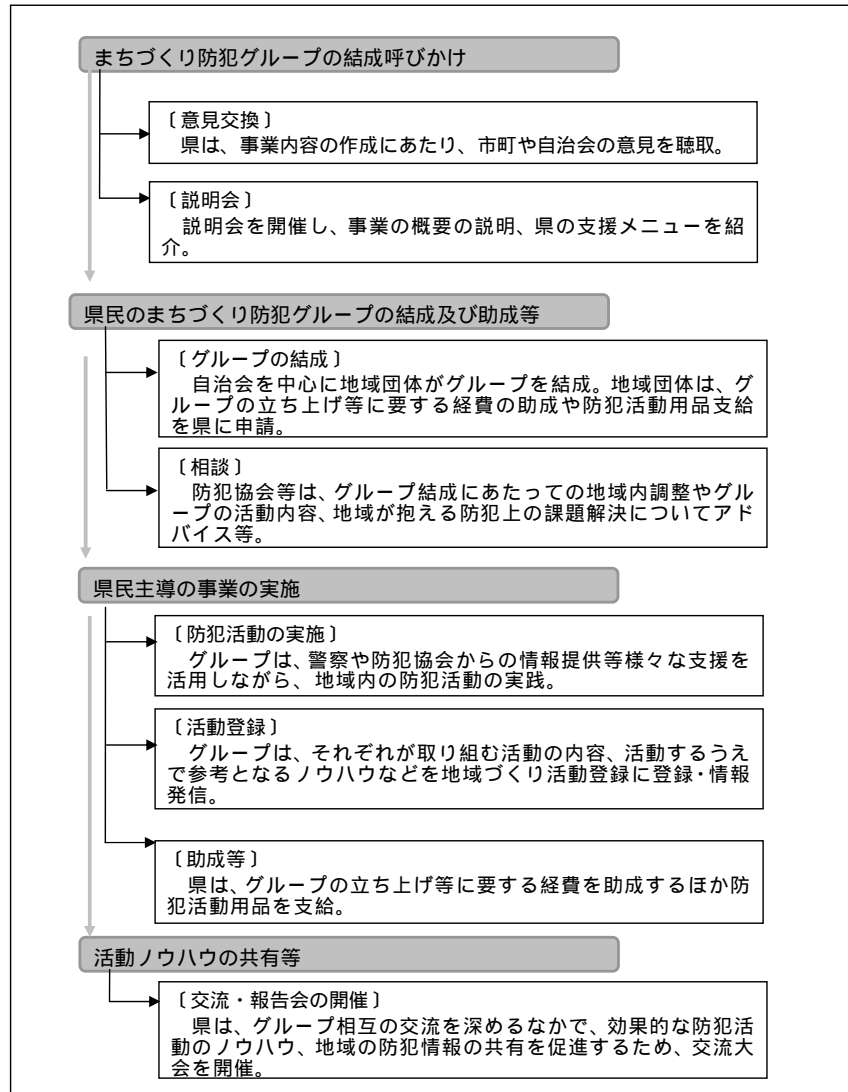 まちづくり防犯グループの結成呼びかけ
〔意見交換〕
県は、事業内容の作成にあたり、市町や自治会の意見を聴取。
〔説明会〕
説明会を開催し、事業の概要の説明、県の支援メニューを紹
介。
県民のまちづくり防犯グループの結成及び助成等
〔グループの結成〕
自治会を中心に地域団体がグループを結成。地域団体は、グ
ループの立ち上げ等に要する経費の助成や防犯活動用品支給
を県に申請。
〔相談〕
防犯協会等は、グループ結成にあたっての地域内調整やグル
ープの活動内容、地域が抱える防犯上の課題解決についてアド
バイス等。
県民主導の事業の実施
〔防犯活動の実施〕
グループは、警察や防犯協会からの情報提供等様々な支援を
活用しながら、地域内の防犯活動の実践。
〔活動登録〕
グループは、それぞれが取り組む活動の内容、活動するうえ
で参考となるノウハウなどを地域づくり活動登録に登録・情報
発信。
〔助成等〕
県は、グループの立ち上げ等に要する経費を助成するほか防
犯活動用品を支給。
活動ノウハウの共有等
〔交流・報告会の開催〕
県は、グループ相互の交流を深めるなかで、効果的な防犯活
動のノウハウ、地域の防犯情報の共有を促進するため、交流大
会を開催。